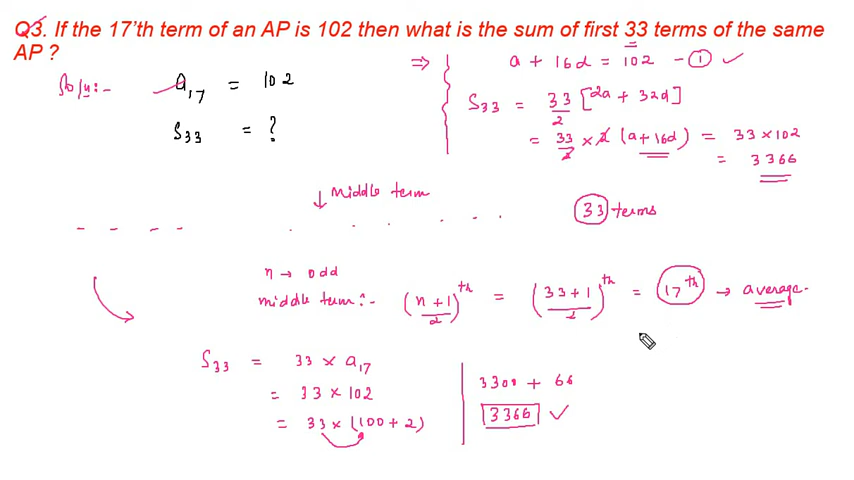 Q3. If the 17'th term of an AP is 102 then what is the sum of first 33 terms of the same
AP ?
Soln:-
a₁₇ = 102
S₃₃ = ?
⇒ a + 16d = 102 - ① ✓
S₃₃ = 33/2 [2a + 32d]
= 33/2 × 2 (a+16d) = 33 × 102
= 3366
↓ middle term
33 terms
n → odd
middle term:- (n+1/2)^th = (33+1/2)^th = 17^th → average.
S₃₃ = 33 × a₁₇
= 33 × 102
= 33 × (100 + 2)
3300 + 66
3366 ✓